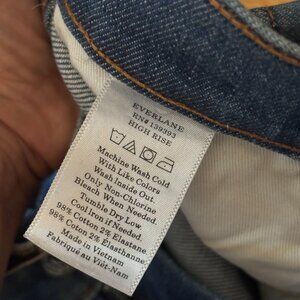 EVERLANE
RN# 139393
HIGH RISE
Machine Wash Cold
With Like Colors
Wash Inside Out
Only Non-Chlorine
Bleach When Needed.
Tumble Dry Low.
Cool Iron if Needed
98% Cotton 2% Elastane.
98% Coton 2% Élastane.
Made in Vietnam
Fabriqué au Viêt-Nam